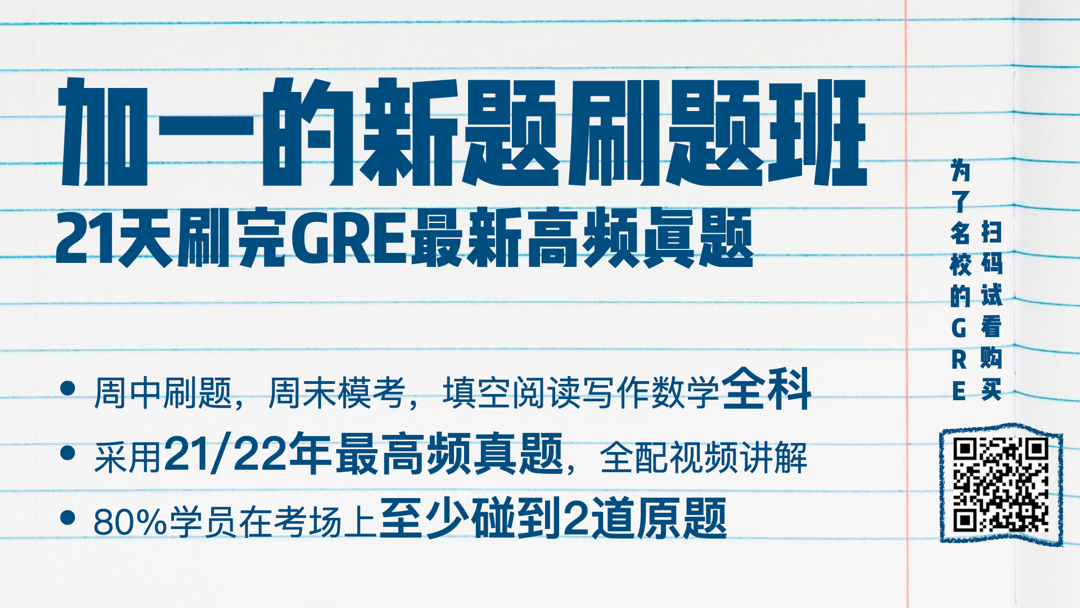 加一的新题刷题班
21天刷完GRE最新高频真题
• 周中刷题，周末模考，填空阅读写作数学全科
• 采用21/22年最高频真题，全配视频讲解
• 80%学员在考场上至少碰到2道原题
为了名校的GRE
扫码试看购买